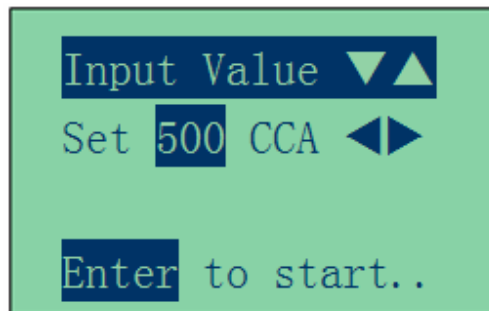 Input Value ▼▲
Set 500 CCA ◀▶
Enter to start..